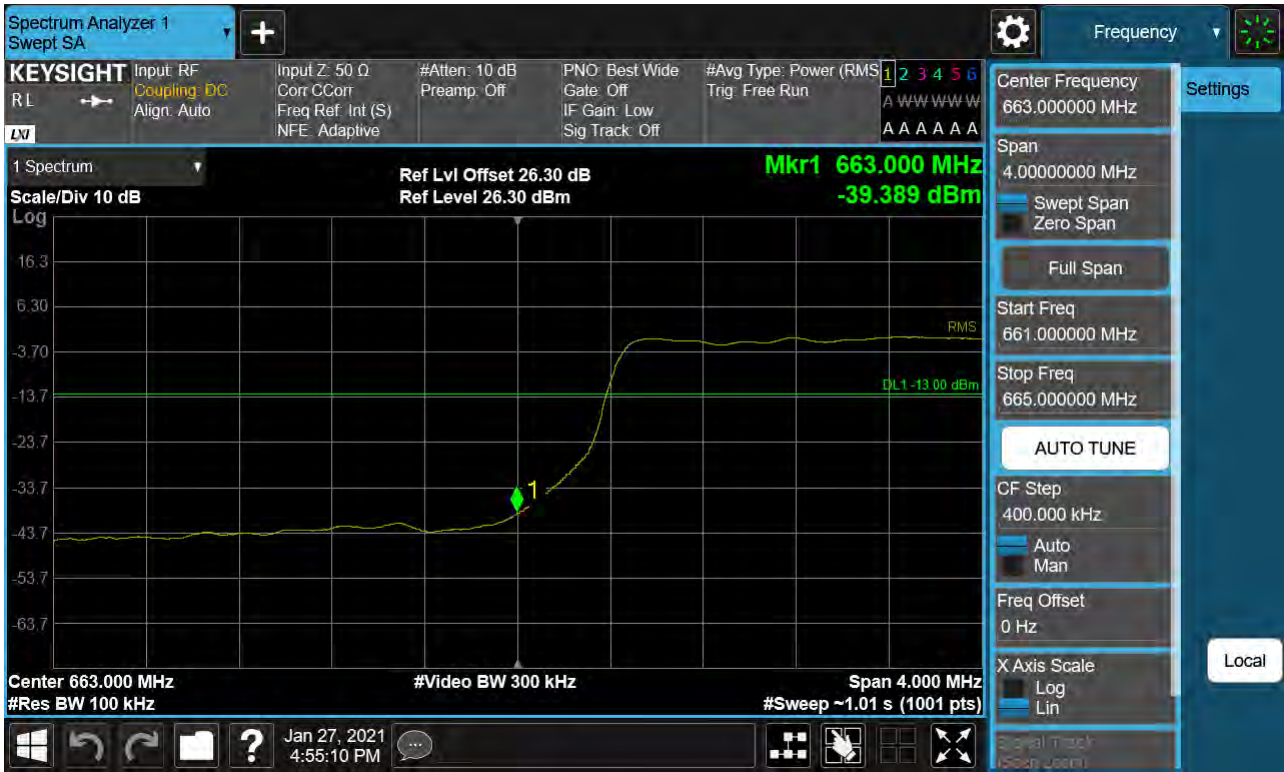 Spectrum Analyzer 1
Swept SA
+
Frequency
KEYSIGHT
RL
LXI
Input: RF
Coupling: DC
Align: Auto
Input Z: 50 Ω
Corr CCorr
Freq Ref: Int (S)
NFE: Adaptive
#Atten: 10 dB
Preamp: Off
PNO: Best Wide
Gate: Off
IF Gain: Low
Sig Track: Off
#Avg Type: Power (RMS
Trig: Free Run
1 2 3 4 5 6
A W W W W W
A A A A A A
1 Spectrum
Scale/Div 10 dB
Log
Ref Lvl Offset 26.30 dB
Ref Level 26.30 dBm
Mkr1 663.000 MHz
-39.389 dBm
16.3
6.30
-3.70
-13.7
-23.7
-33.7
-43.7
-53.7
-63.7
RMS
DL1 -13.00 dBm
1
Center 663.000 MHz
#Res BW 100 kHz
#Video BW 300 kHz
Span 4.000 MHz
#Sweep ~1.01 s (1001 pts)
Center Frequency
663.000000 MHz
Span
4.00000000 MHz
Swept Span
Zero Span
Full Span
Start Freq
661.000000 MHz
Stop Freq
665.000000 MHz
AUTO TUNE
CF Step
400.000 kHz
Auto
Man
Freq Offset
0 Hz
X Axis Scale
Log
Lin
Signal Track
(Span Zoom)
Settings
Local
?
Jan 27, 2021
4:55:10 PM